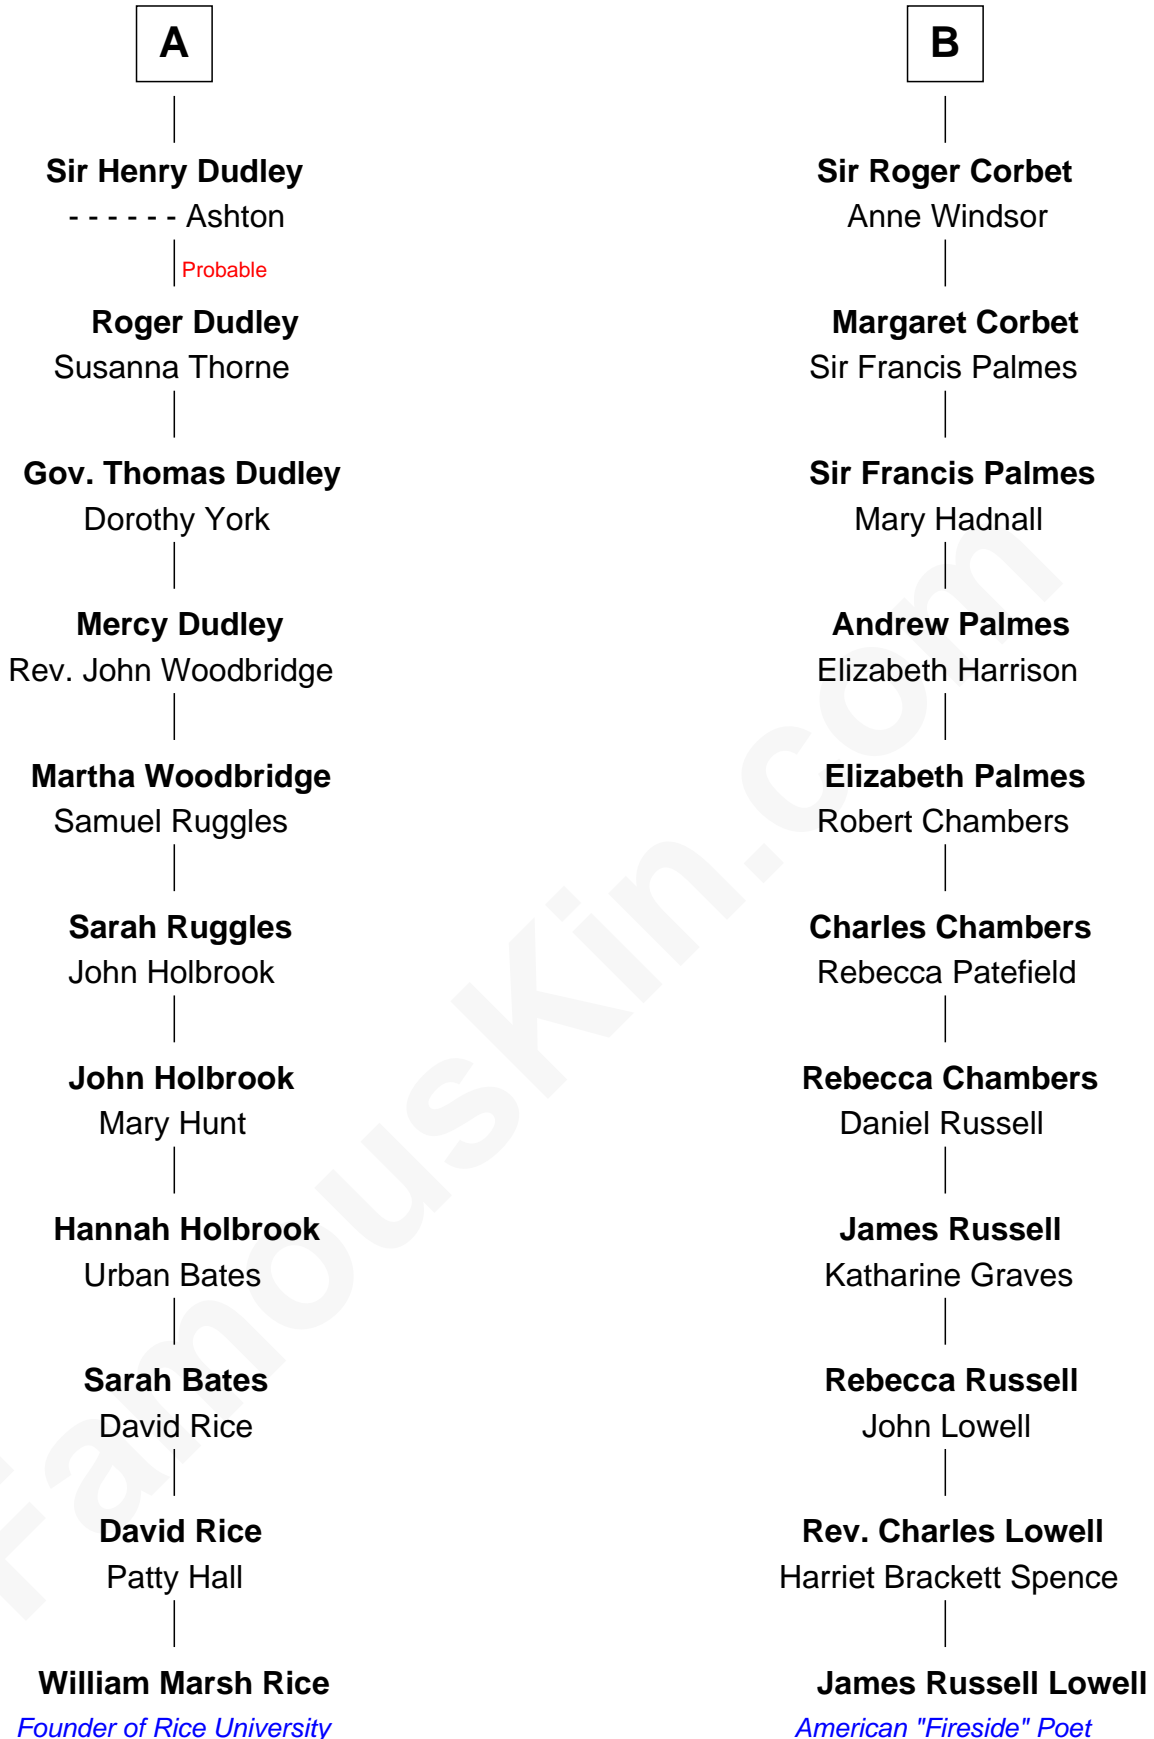 A
Sir Henry Dudley
- - - - - - Ashton
Probable
Roger Dudley
Susanna Thorne
Gov. Thomas Dudley
Dorothy York
Mercy Dudley
Rev. John Woodbridge
Martha Woodbridge
Samuel Ruggles
Sarah Ruggles
John Holbrook
John Holbrook
Mary Hunt
Hannah Holbrook
Urban Bates
Sarah Bates
David Rice
David Rice
Patty Hall
William Marsh Rice
Founder of Rice University
B
Sir Roger Corbet
Anne Windsor
Margaret Corbet
Sir Francis Palmes
Sir Francis Palmes
Mary Hadnall
Andrew Palmes
Elizabeth Harrison
Elizabeth Palmes
Robert Chambers
Charles Chambers
Rebecca Patefield
Rebecca Chambers
Daniel Russell
James Russell
Katharine Graves
Rebecca Russell
John Lowell
Rev. Charles Lowell
Harriet Brackett Spence
James Russell Lowell
American "Fireside" Poet
FamousKin.com